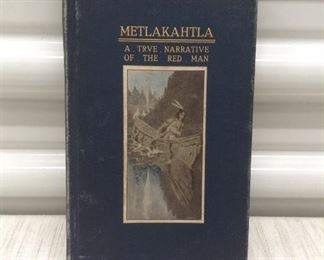 METLAKAHTLA
A TRVE NARRATIVE
OF THE RED MAN